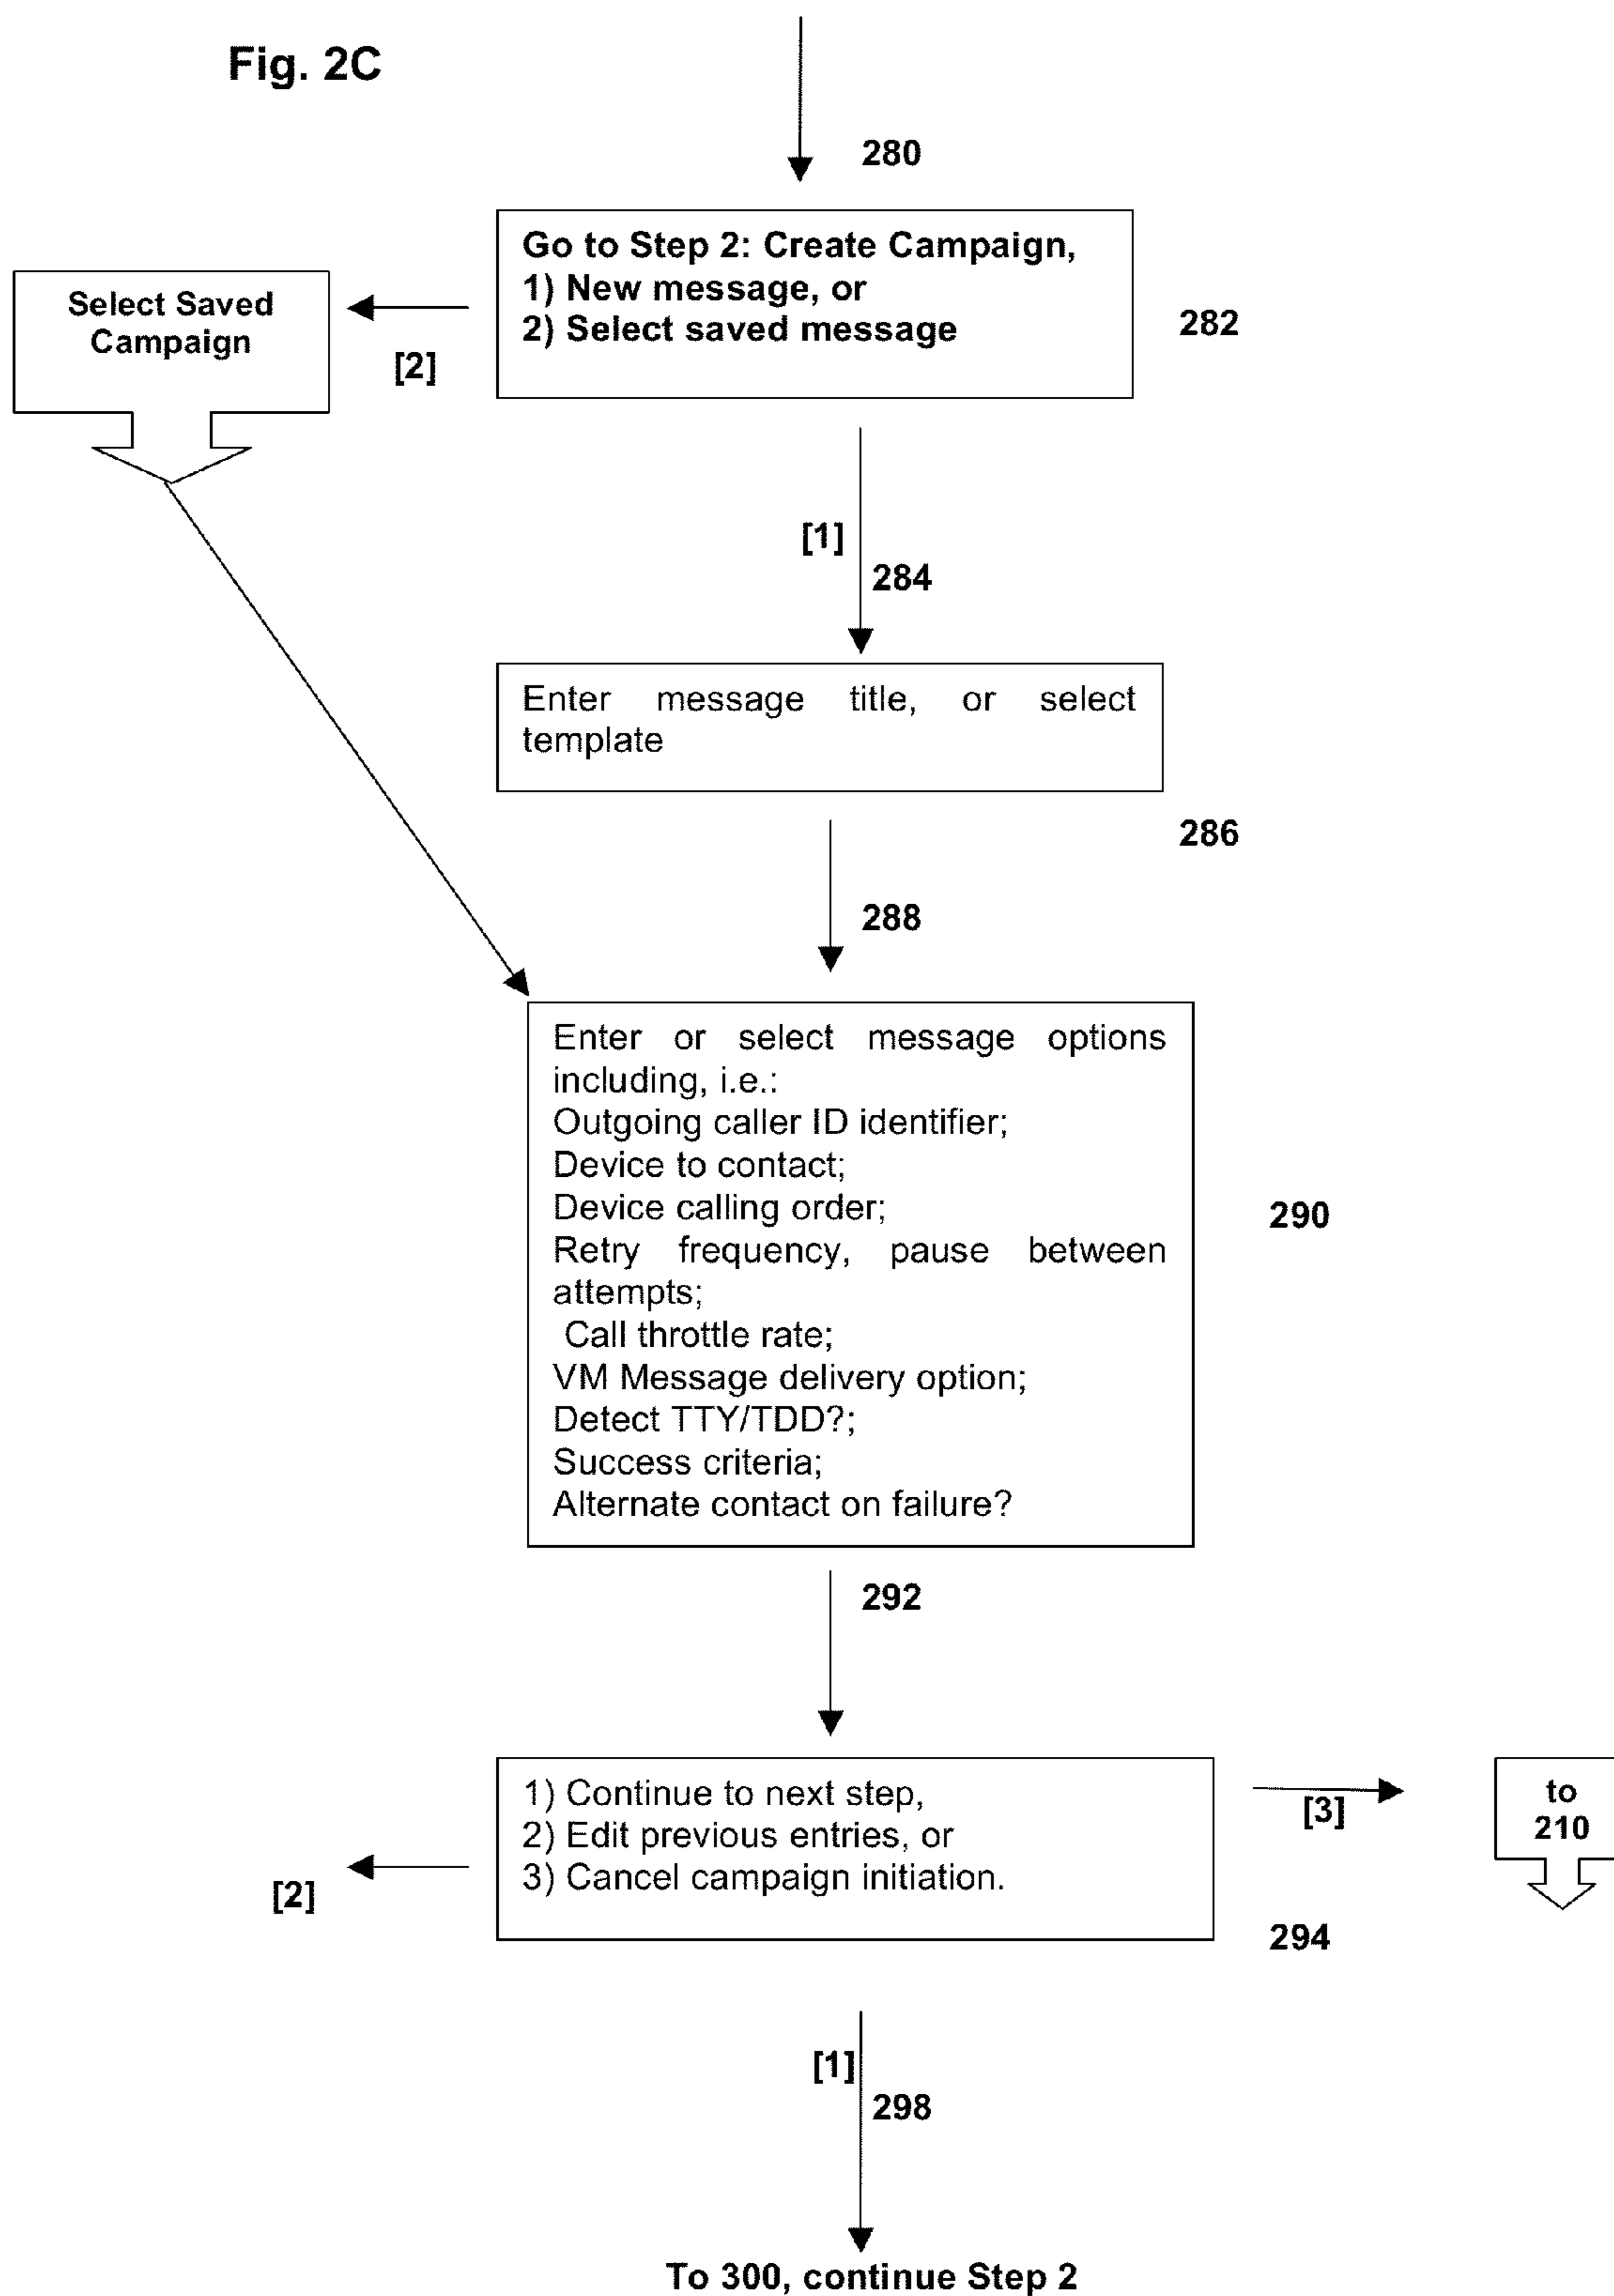 Fig. 2C
280
Go to Step 2: Create Campaign,
1) New message, or
2) Select saved message
282
Select Saved
Campaign
[2]
[1]
284
Enter message title, or select
template
286
288
Enter or select message options
including, i.e.:
Outgoing caller ID identifier;
Device to contact;
Device calling order;
Retry frequency, pause between
attempts;
Call throttle rate;
VM Message delivery option;
Detect TTY/TDD?;
Success criteria;
Alternate contact on failure?
290
292
1) Continue to next step,
2) Edit previous entries, or
3) Cancel campaign initiation.
[3]
to
210
[2]
294
[1]
298
To 300, continue Step 2